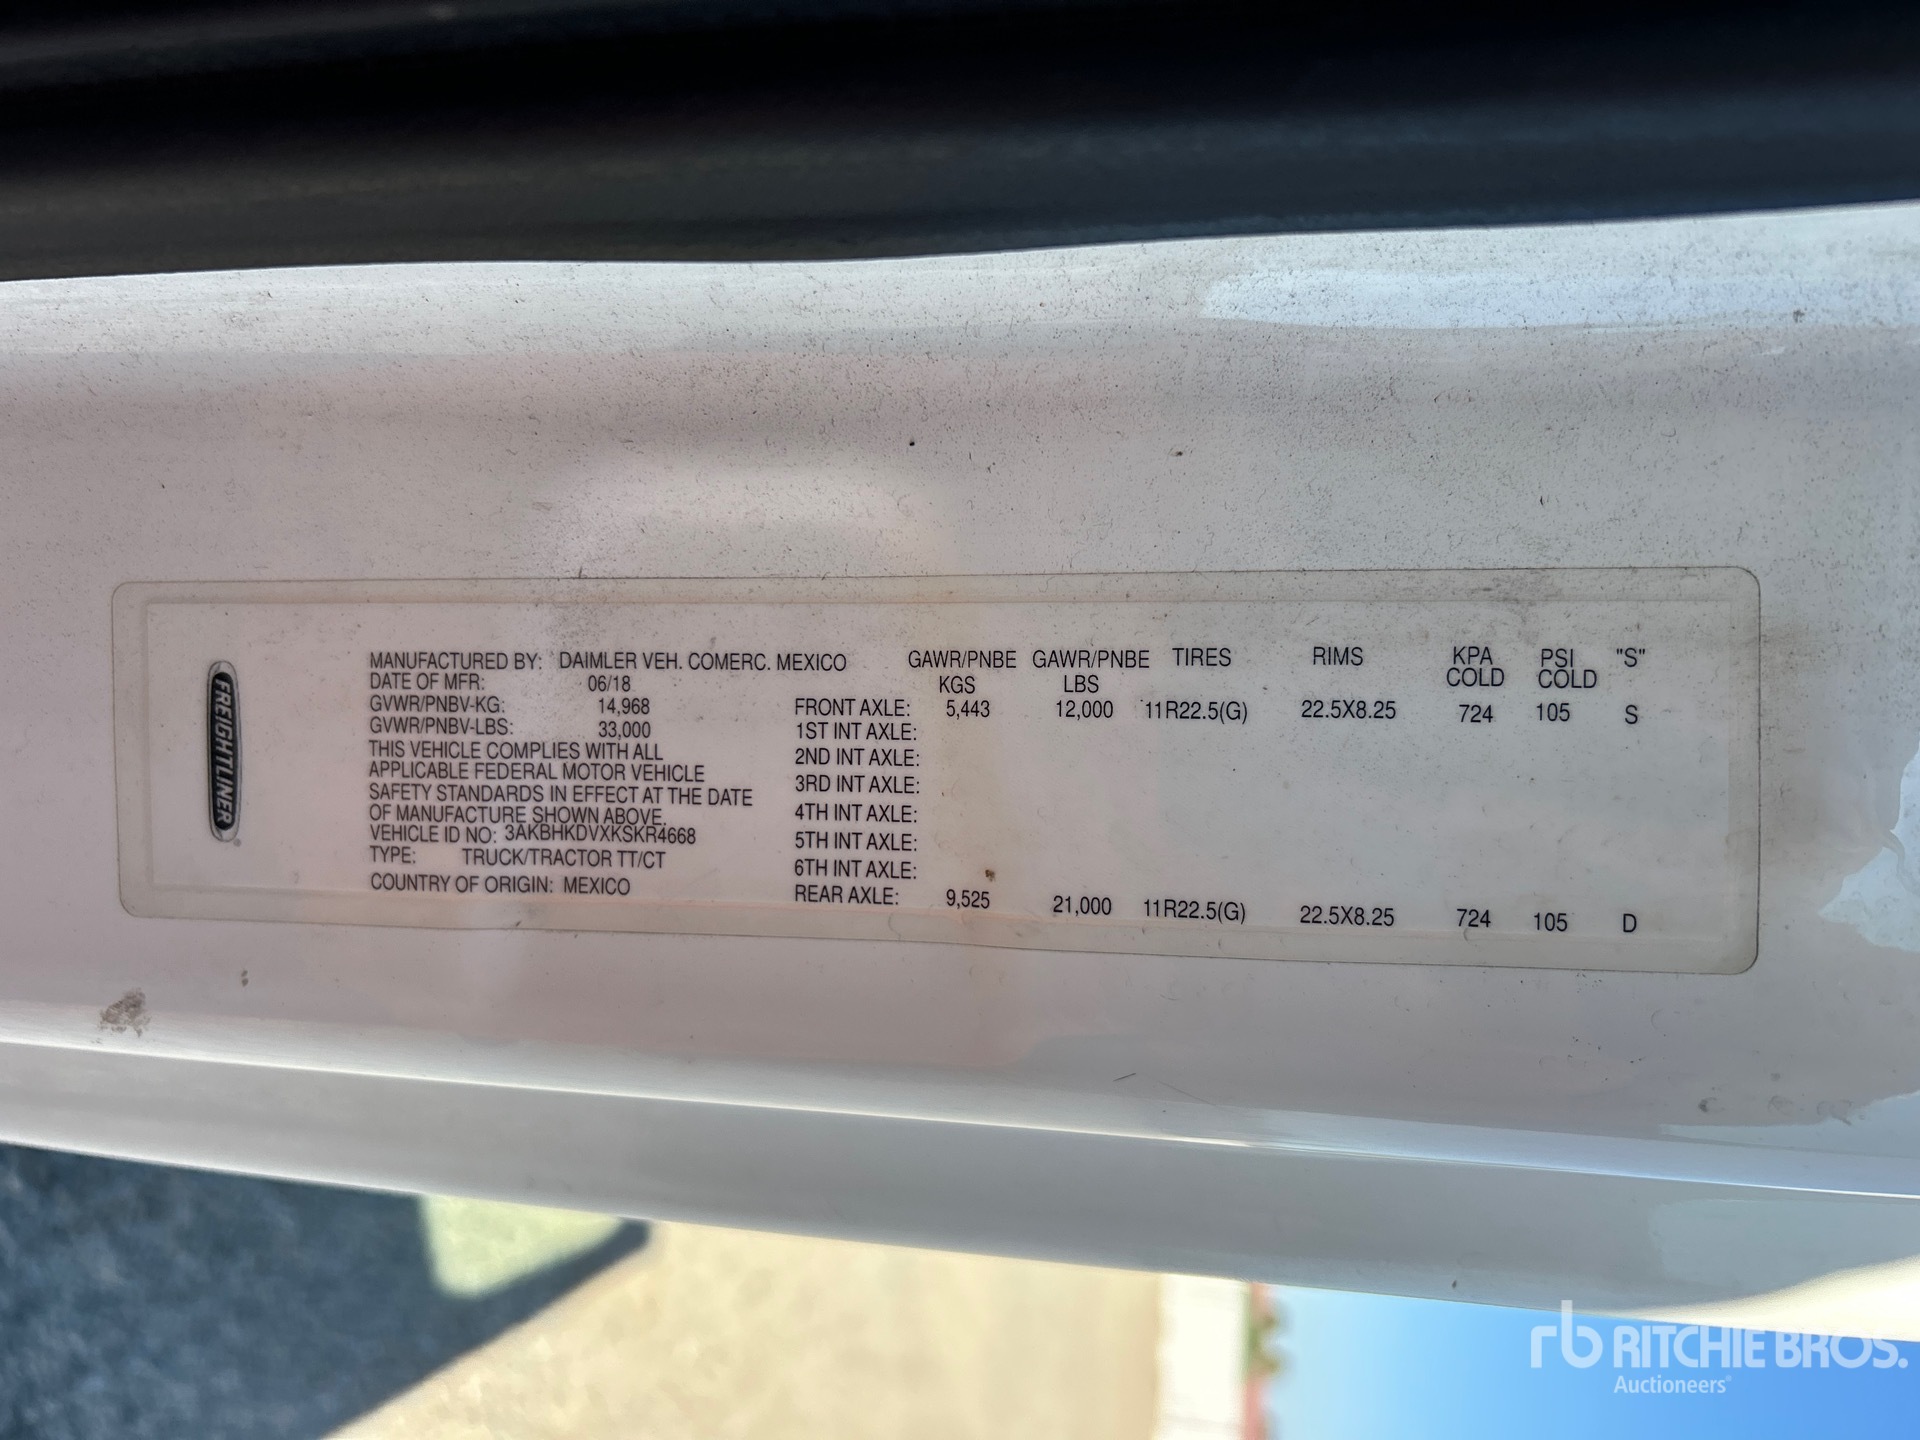 FREIGHTLINER
MANUFACTURED BY: DAIMLER VEH. COMERC. MEXICO
DATE OF MFR: 06/18
GVWR/PNBV-KG: 14,968
GVWR/PNBV-LBS: 33,000
THIS VEHICLE COMPLIES WITH ALL
APPLICABLE FEDERAL MOTOR VEHICLE
SAFETY STANDARDS IN EFFECT AT THE DATE
OF MANUFACTURE SHOWN ABOVE.
VEHICLE ID NO: 3AKBHKDVXKSKR4668
TYPE: TRUCK/TRACTOR TT/CT
COUNTRY OF ORIGIN: MEXICO
GAWR/PNBE GAWR/PNBE TIRES RIMS KPA PSI "S"
KGS LBS COLD COLD
FRONT AXLE: 5,443 12,000 11R22.5(G) 22.5X8.25 724 105 S
1ST INT AXLE:
2ND INT AXLE:
3RD INT AXLE:
4TH INT AXLE:
5TH INT AXLE:
6TH INT AXLE:
REAR AXLE: 9,525 21,000 11R22.5(G) 22.5X8.25 724 105 D
rb RITCHIE BROS.
Auctioneers®